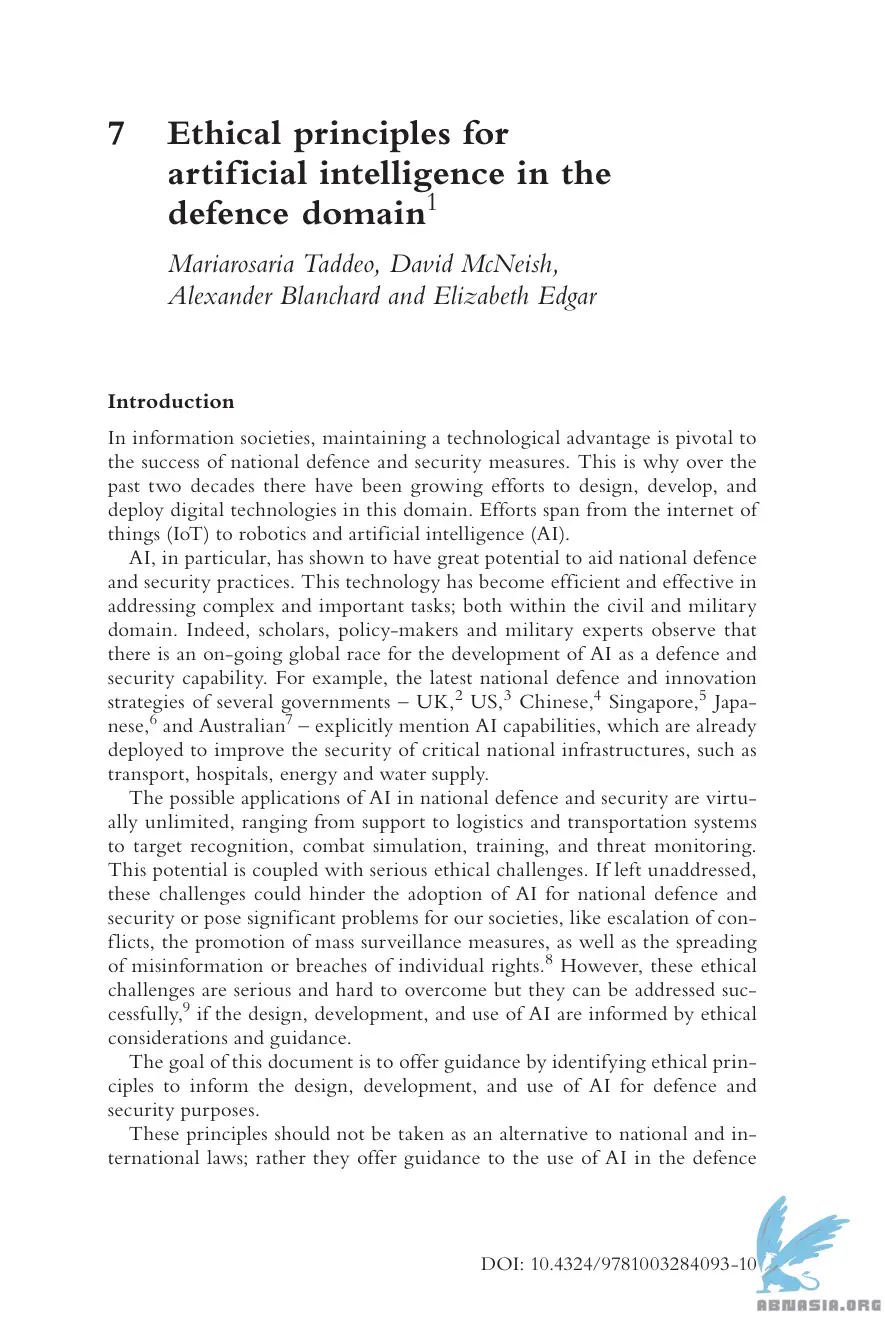 7 Ethical principles for
artificial intelligence in the
defence domain1
Mariarosaria Taddeo, David McNeish,
Alexander Blanchard and Elizabeth Edgar
Introduction
In information societies, maintaining a technological advantage is pivotal to
the success of national defence and security measures. This is why over the
past two decades there have been growing efforts to design, develop, and
deploy digital technologies in this domain. Efforts span from the internet of
things (IoT) to robotics and artificial intelligence (AI).
AI, in particular, has shown to have great potential to aid national defence
and security practices. This technology has become efficient and effective in
addressing complex and important tasks; both within the civil and military
domain. Indeed, scholars, policy-makers and military experts observe that
there is an on-going global race for the development of AI as a defence and
security capability. For example, the latest national defence and innovation
strategies of several governments – UK,2 US,3 Chinese,4 Singapore,5 Japa-
nese,6 and Australian7 – explicitly mention AI capabilities, which are already
deployed to improve the security of critical national infrastructures, such as
transport, hospitals, energy and water supply.
The possible applications of AI in national defence and security are virtu-
ally unlimited, ranging from support to logistics and transportation systems
to target recognition, combat simulation, training, and threat monitoring.
This potential is coupled with serious ethical challenges. If left unaddressed,
these challenges could hinder the adoption of AI for national defence and
security or pose significant problems for our societies, like escalation of con-
flicts, the promotion of mass surveillance measures, as well as the spreading
of misinformation or breaches of individual rights.8 However, these ethical
challenges are serious and hard to overcome but they can be addressed suc-
cessfully,9 if the design, development, and use of AI are informed by ethical
considerations and guidance.
The goal of this document is to offer guidance by identifying ethical prin-
ciples to inform the design, development, and use of AI for defence and
security purposes.
These principles should not be taken as an alternative to national and in-
ternational laws; rather they offer guidance to the use of AI in the defence
DOI: 10.4324/9781003284093-10
ABNASIA.ORG